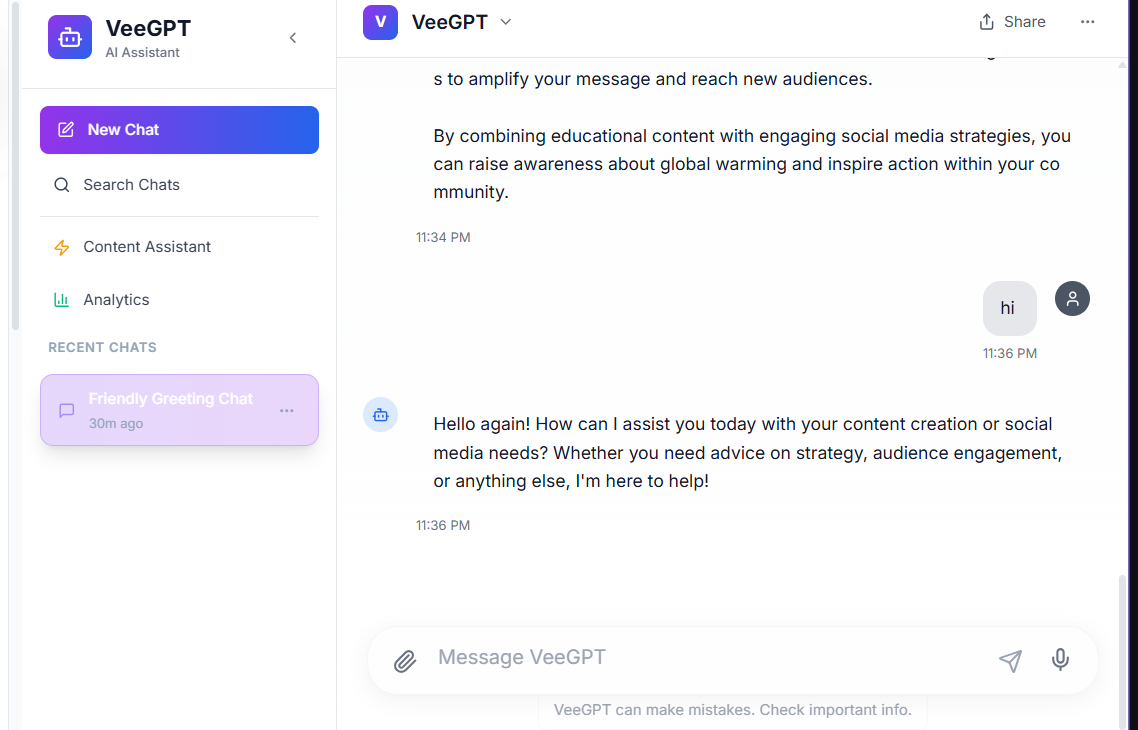 VeeGPT
AI Assistant
New Chat
Search Chats
Content Assistant
Analytics
RECENT CHATS
Friendly Greeting Chat
30m ago
V VeeGPT
Share
s to amplify your message and reach new audiences.
By combining educational content with engaging social media strategies, you
can raise awareness about global warming and inspire action within your co
mmunity.
11:34 PM
hi
11:36 PM
Hello again! How can I assist you today with your content creation or social
media needs? Whether you need advice on strategy, audience engagement,
or anything else, I'm here to help!
11:36 PM
Message VeeGPT
VeeGPT can make mistakes. Check important info.